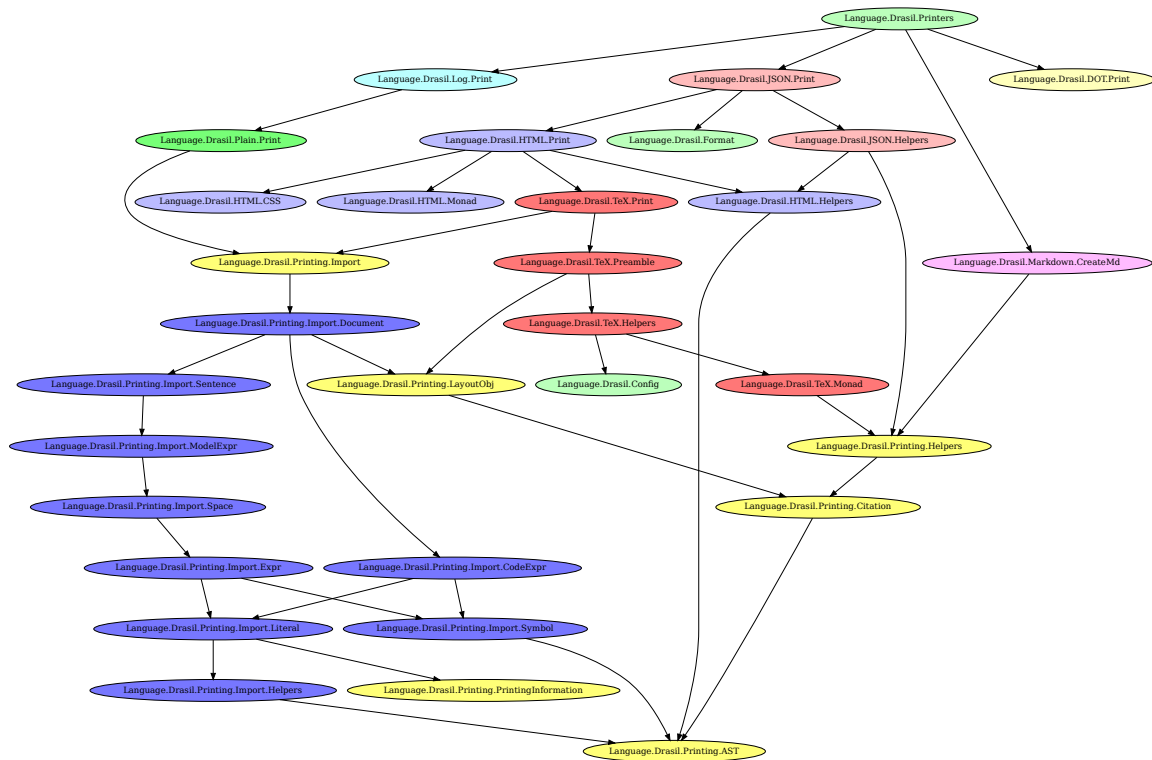 Language.Drasil.Printers
Language.Drasil.Log.Print
Language.Drasil.JSON.Print
Language.Drasil.DOT.Print
Language.Drasil.Plain.Print
Language.Drasil.HTML.Print
Language.Drasil.Format
Language.Drasil.JSON.Helpers
Language.Drasil.HTML.CSS
Language.Drasil.HTML.Monad
Language.Drasil.TeX.Print
Language.Drasil.HTML.Helpers
Language.Drasil.Printing.Import
Language.Drasil.TeX.Preamble
Language.Drasil.Markdown.CreateMd
Language.Drasil.Printing.Import.Document
Language.Drasil.TeX.Helpers
Language.Drasil.Printing.Import.Sentence
Language.Drasil.Printing.LayoutObj
Language.Drasil.Config
Language.Drasil.TeX.Monad
Language.Drasil.Printing.Import.ModelExpr
Language.Drasil.Printing.Helpers
Language.Drasil.Printing.Import.Space
Language.Drasil.Printing.Citation
Language.Drasil.Printing.Import.Expr
Language.Drasil.Printing.Import.CodeExpr
Language.Drasil.Printing.Import.Literal
Language.Drasil.Printing.Import.Symbol
Language.Drasil.Printing.Import.Helpers
Language.Drasil.Printing.PrintingInformation
Language.Drasil.Printing.AST